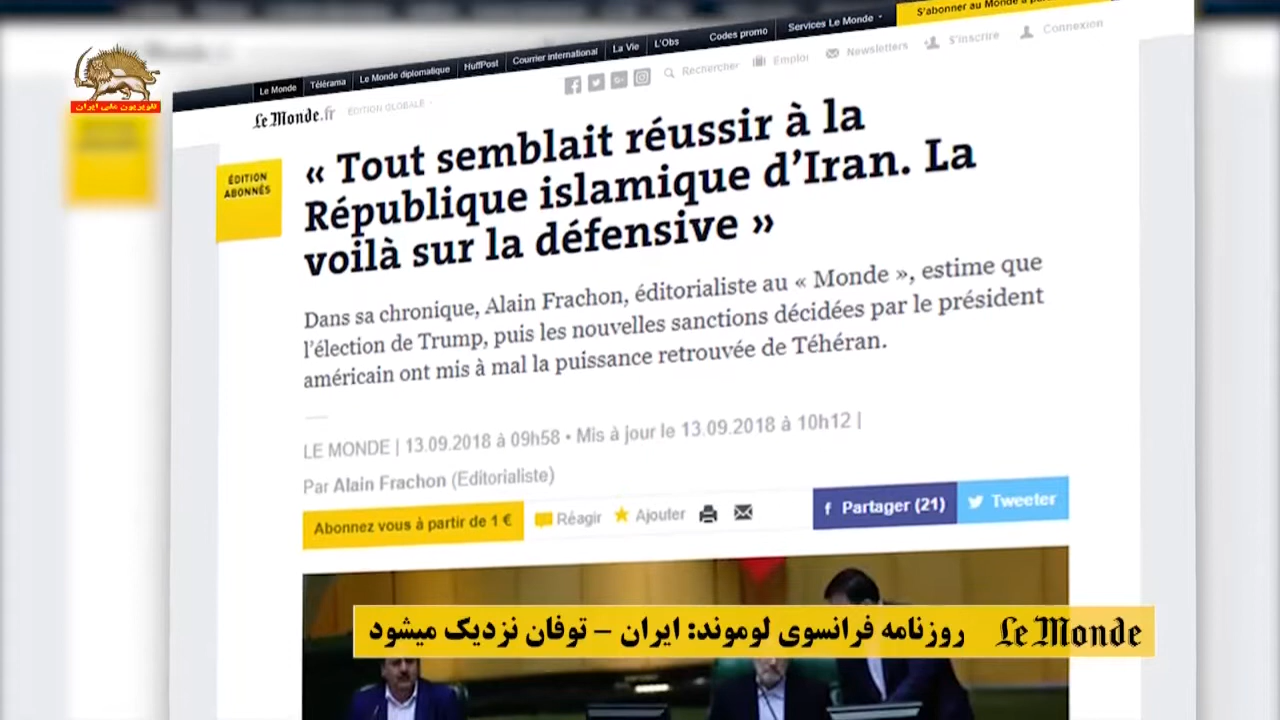 Le Monde Télérama Le Monde diplomatique HuffPost Courrier international La Vie L'Obs Codes promo Services Le Monde S'abonner au Monde à
تلویزیون ملی ایران
Le Monde.fr ÉDITION GLOBALE Rechercher Emploi Newsletters S'inscrire Connexion
ÉDITION
ABONNÉS
« Tout semblait réussir à la
République islamique d'Iran. La
voilà sur la défensive »
Dans sa chronique, Alain Frachon, éditorialiste au « Monde », estime que
l'élection de Trump, puis les nouvelles sanctions décidées par le président
américain ont mis à mal la puissance retrouvée de Téhéran.
LE MONDE | 13.09.2018 à 09h58 • Mis à jour le 13.09.2018 à 10h12 |
Par Alain Frachon (Editorialiste)
Abonnez vous à partir de 1 € Réagir Ajouter f Partager (21) Tweeter
روزنامه فرانسوی لوموند: ایران – توفان نزدیک میشود Le Monde